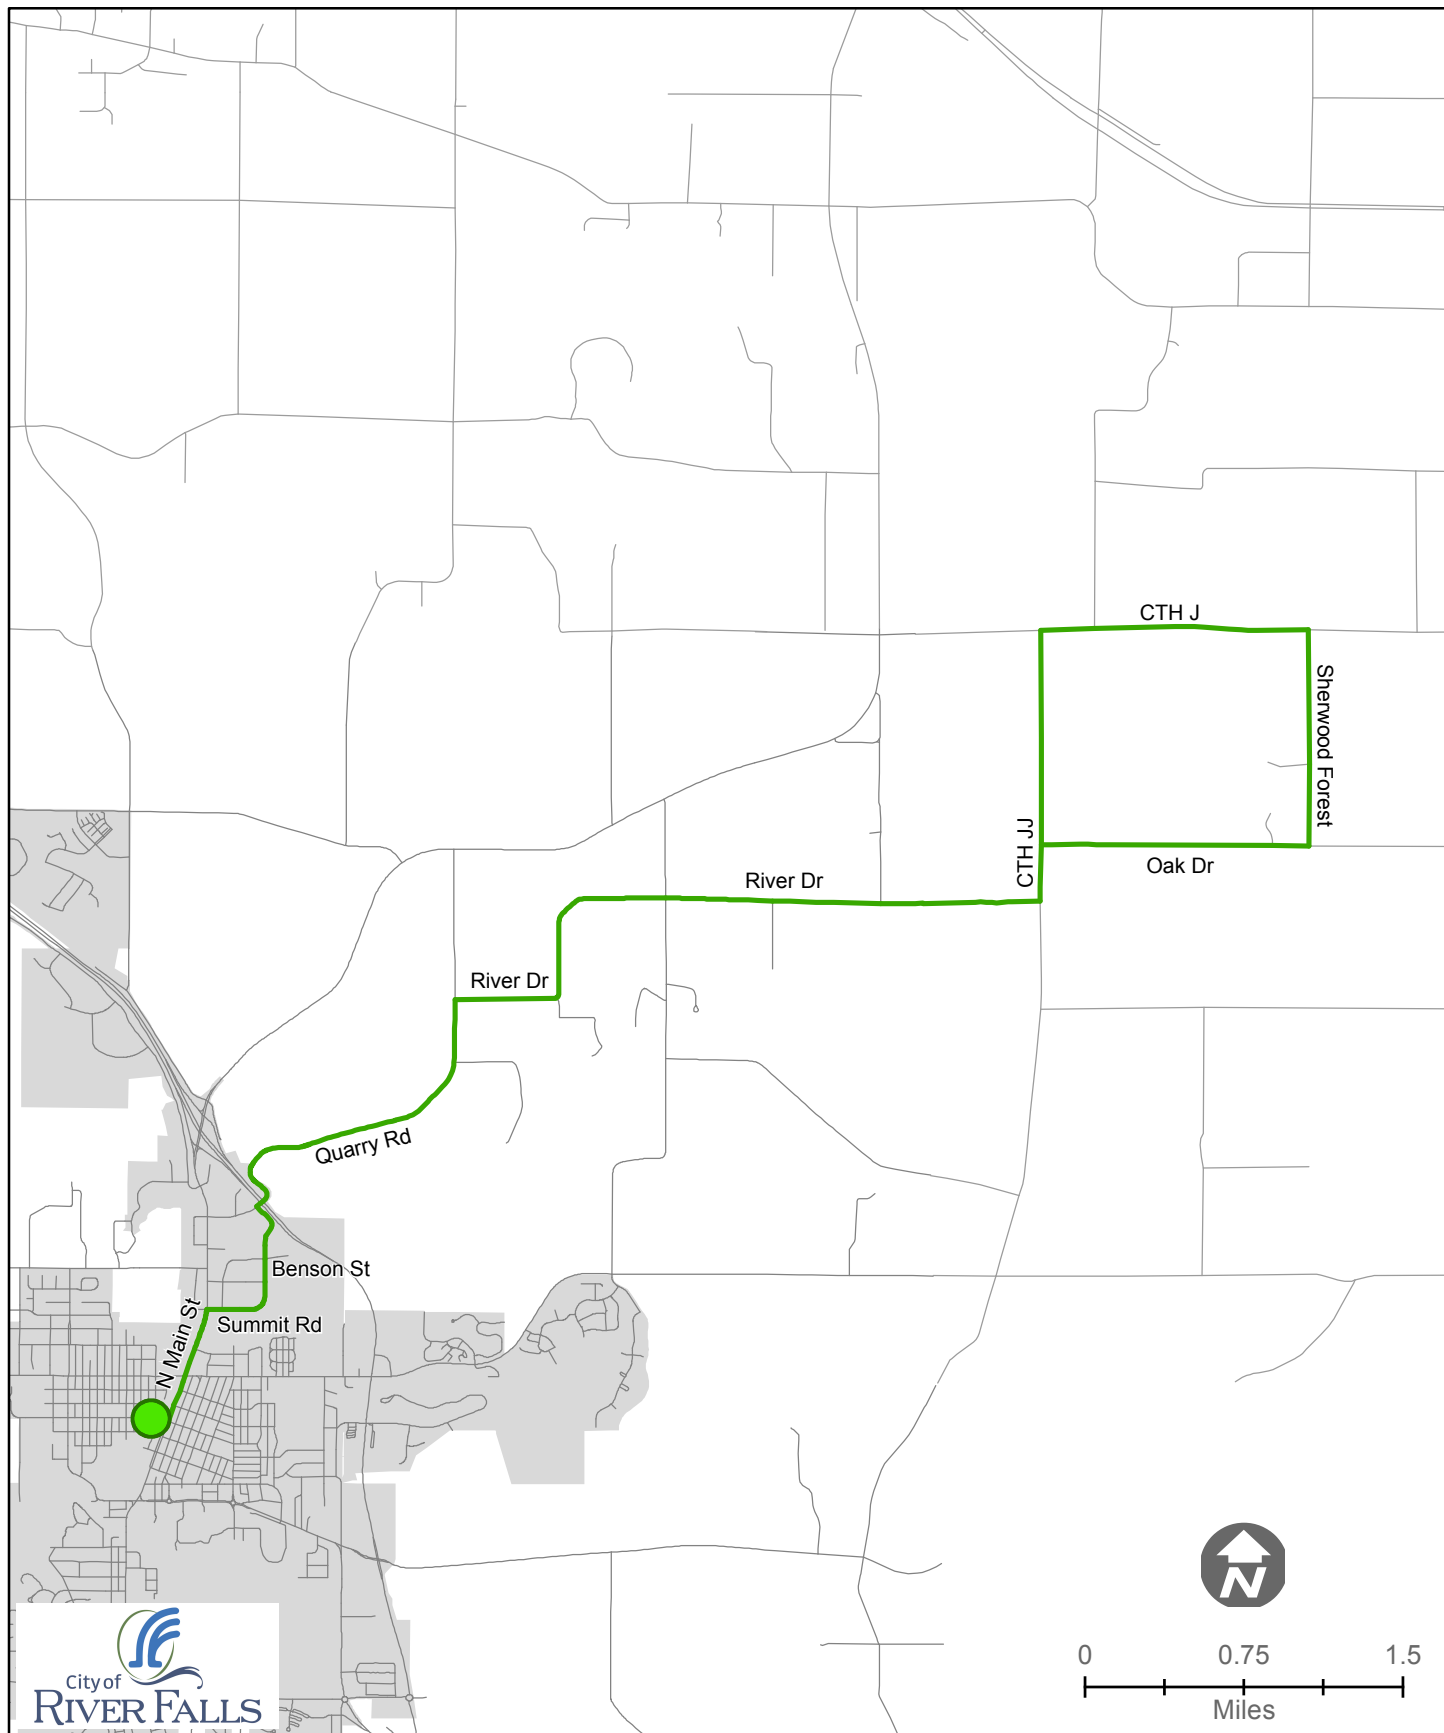 CTH J
Sherwood Forest
CTH JJ
Oak Dr
River Dr
River Dr
Quarry Rd
Benson St
N Main St
Summit Rd
N
0 0.75 1.5
Miles
City of
RIVER FALLS